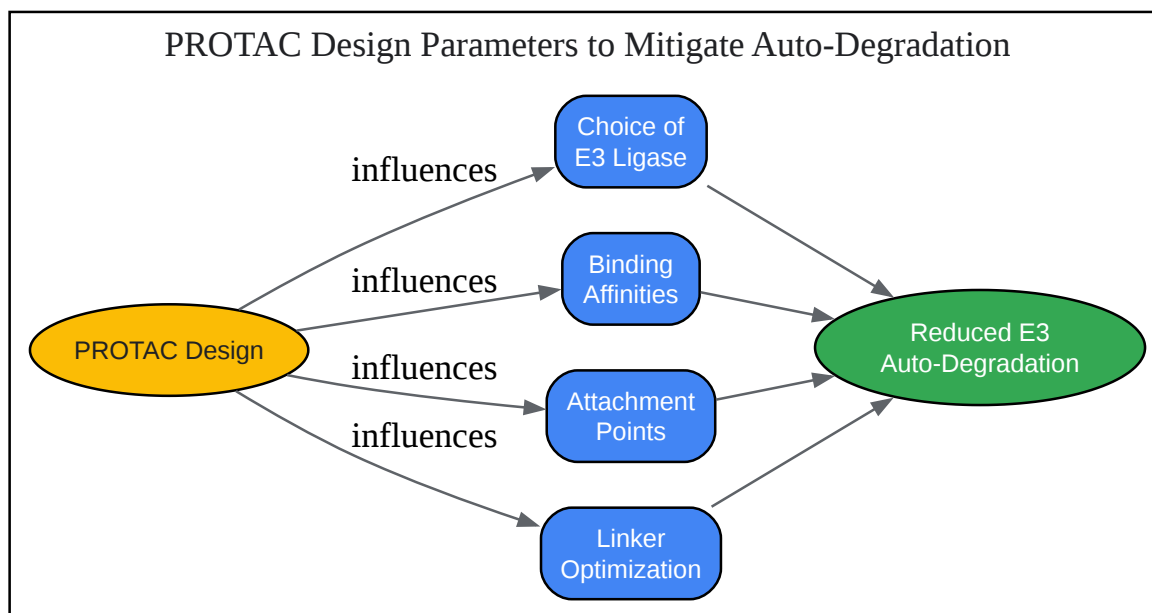 PROTAC Design Parameters to Mitigate Auto-Degradation
Choice of
E3 Ligase
influences
Binding
Affinities
influences
PROTAC Design
Reduced E3
Auto-Degradation
influences
Attachment
Points
influences
Linker
Optimization